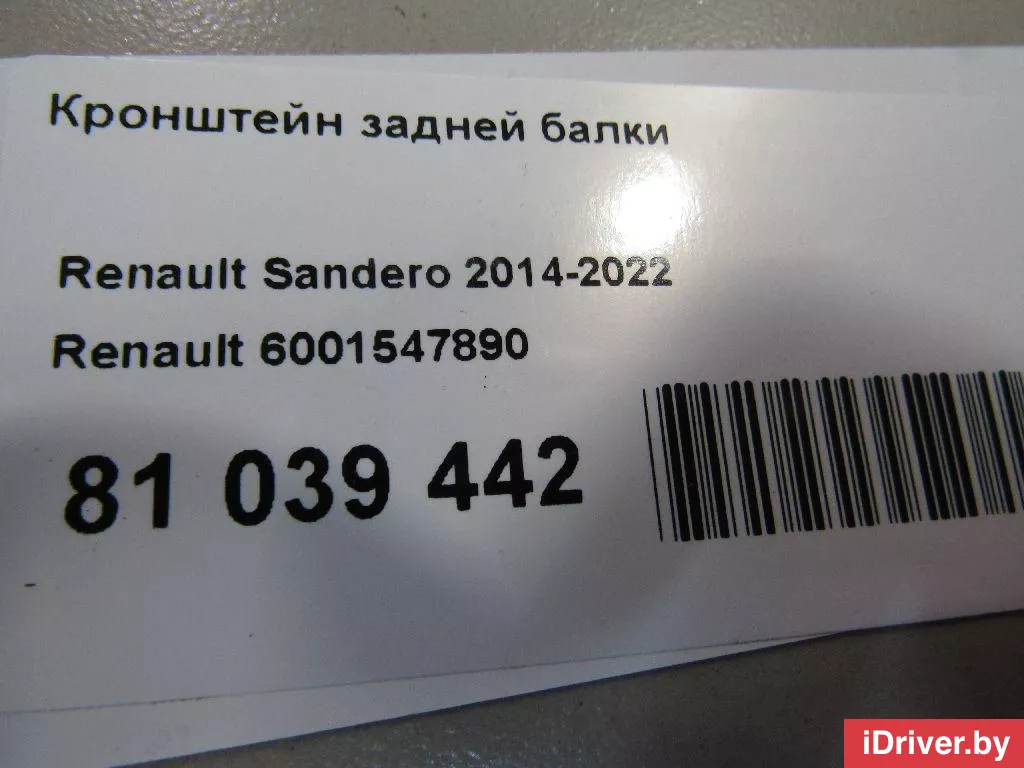 Кронштейн задней балки
Renault Sandero 2014-2022
Renault 6001547890
81 039 442
iDriver.by